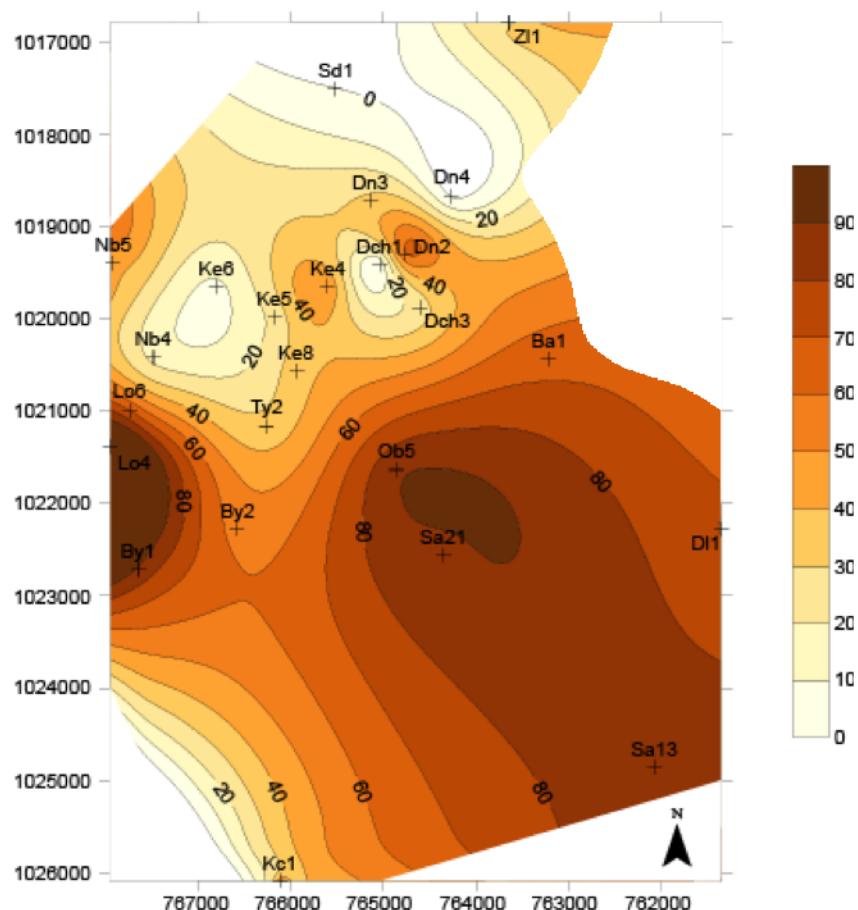 1017000
Zl1
Sd1
0
1018000
Dn4
Dn3
1019000
20
Nb5
Dch1
Dn2
Ke6
Ke4
20
40
Ke5
40
1020000
Dch3
Nb4
20
Ke8
Ba1
Lo6
1021000
40
Ty2
60
60
Ob5
Lo4
80
80
1022000
By2
80
Sa21
Dl1
By1
1023000
1024000
Sa13
1025000
20
40
60
80
N
Kc1
1026000
767000 766000 765000 764000 763000 762000
90
80
70
60
50
40
30
20
10
0